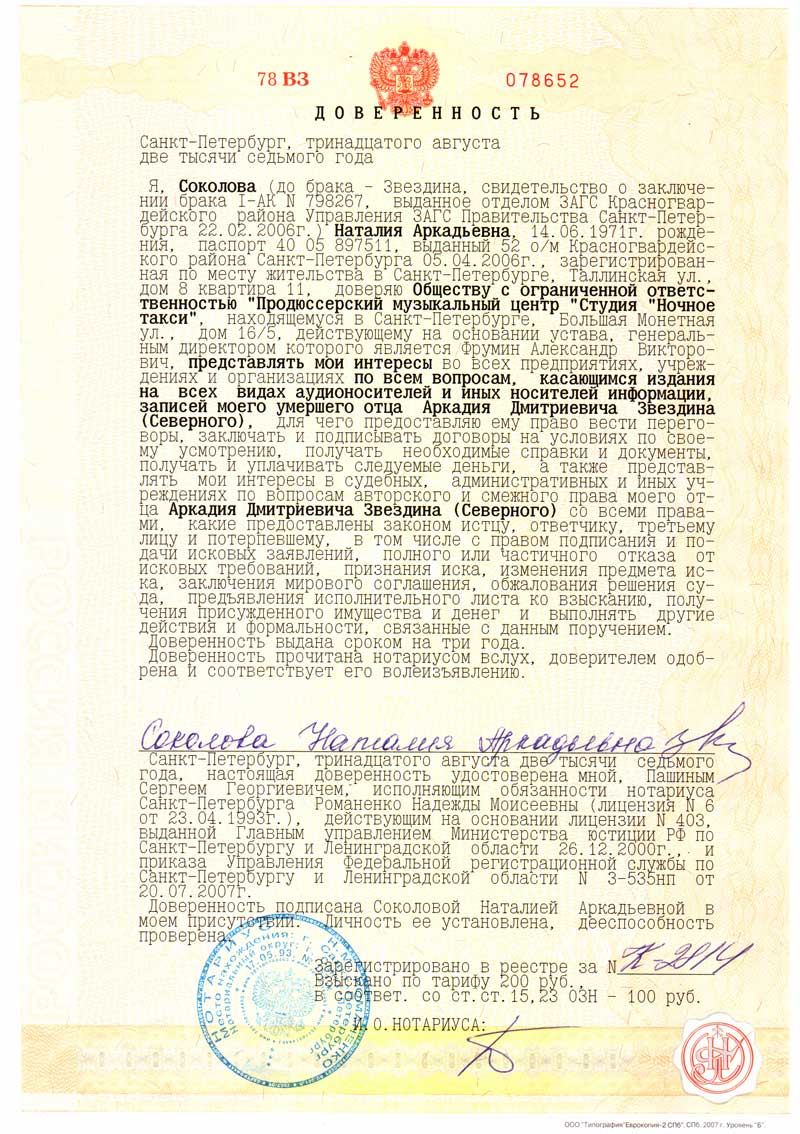 78 ВЗ 078652
ДОВЕРЕННОСТЬ
Санкт-Петербург, тринадцатого августа
две тысячи седьмого года
Я, Соколова (до брака - Звездина, свидетельство о заключе-
нии брака I-АК N 798267, выданное отделом ЗАГС Красногвар-
дейского района Управления ЗАГС Правительства Санкт-Петер-
бурга 22.02.2006г.) Наталия Аркадьевна, 14.06.1971г. рожде-
ния, паспорт 40 05 897511, выданный 52 о/м Красногвардейс-
кого района Санкт-Петербурга 05.04.2006г., зарегистрирован-
ная по месту жительства в Санкт-Петербурге, Таллинская ул.,
дом 8 квартира 11, доверяю Обществу с ограниченной ответс-
твенностью "Продюссерский музыкальный центр "Студия "Ночное
такси", находящемуся в Санкт-Петербурге, Большая Монетная
ул., дом 16/5, действующему на основании устава, генераль-
ным директором которого является Фрумин Александр Викторо-
вич, представлять мои интересы во всех предприятиях, учреж-
дениях и организациях по всем вопросам, касающимся издания
на всех видах аудионосителей и иных носителей информации,
записей моего умершего отца Аркадия Дмитриевича Звездина
(Северного), для чего предоставляю ему право вести перегово-
воры, заключать и подписывать договоры на условиях по свое-
му усмотрению, получать необходимые справки и документы,
получать и уплачивать следуемые деньги, а также представ-
лять мои интересы в судебных, административных и иных уч-
реждениях по вопросам авторского и смежного права моего от-
ца Аркадия Дмитриевича Звездина (Северного) со всеми права-
ми, какие предоставлены законом истцу, ответчику, третьему
лицу и потерпевшему, в том числе с правом подписания и по-
дачи исковых заявлений, полного или частичного отказа от
исковых требований, признания иска, изменения предмета ис-
ка, заключения мирового соглашения, обжалования решения су-
да, предъявления исполнительного листа ко взысканию, полу-
чения присужденного имущества и денег и выполнять другие
действия и формальности, связанные с данным поручением.
Доверенность выдана сроком на три года.
Доверенность прочитана нотариусом вслух, доверителем одоб-
рена и соответствует его волеизъявлению.
Соколова Наталия Аркадьевна
Санкт-Петербург, тринадцатого августа две тысячи седьмого
года, настоящая доверенность удостоверена мной, Пашиным
Сергеем Георгиевичем, исполняющим обязанности нотариуса
Санкт-Петербурга Романенко Надежды Моисеевны (лицензия N 6
от 23.04.1993г.), действующим на основании лицензии N 403,
выданной Главным управлением Министерства юстиции РФ по
Санкт-Петербургу и Ленинградской области 26.12.2000г., и
приказа Управления Федеральной регистрационной службы по
Санкт-Петербургу и Ленинградской области N 3-535нп от
20.07.2007г.
Доверенность подписана Соколовой Наталией Аркадьевной в
моем присутствии. Личность ее установлена, дееспособность
проверена.
Зарегистрировано в реестре за N К-2914
Взыскано по тарифу 200 руб.,
в соответ. со ст.ст.15,23 ОЗН - 100 руб.
И.О.НОТАРИУСА:
НОТАРИУС Н.М. РОМАНЕНКО
Место нахождения: г. Санкт-Петербург
ООО "Типография"Еврокопия-2 СПб", СПб, 2007 г. Уровень "Б".